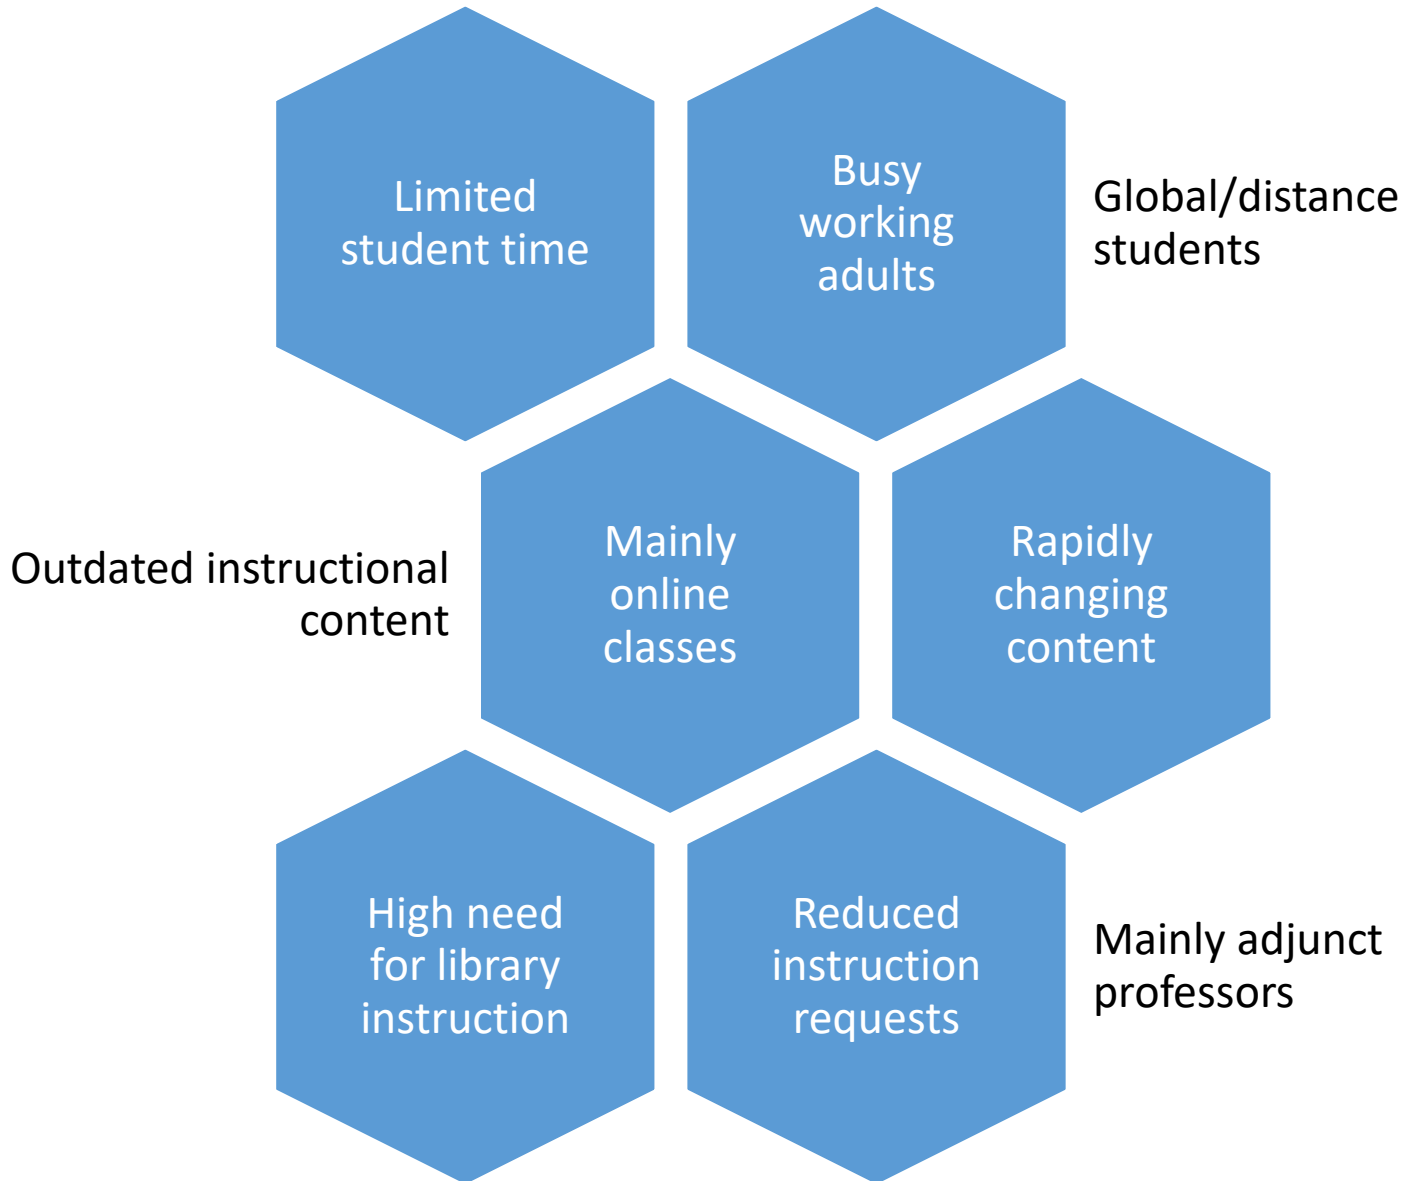 Limited
student time
Busy
working
adults
Global/distance
students
Outdated instructional
content
Mainly
online
classes
Rapidly
changing
content
High need
for library
instruction
Reduced
instruction
requests
Mainly adjunct
professors